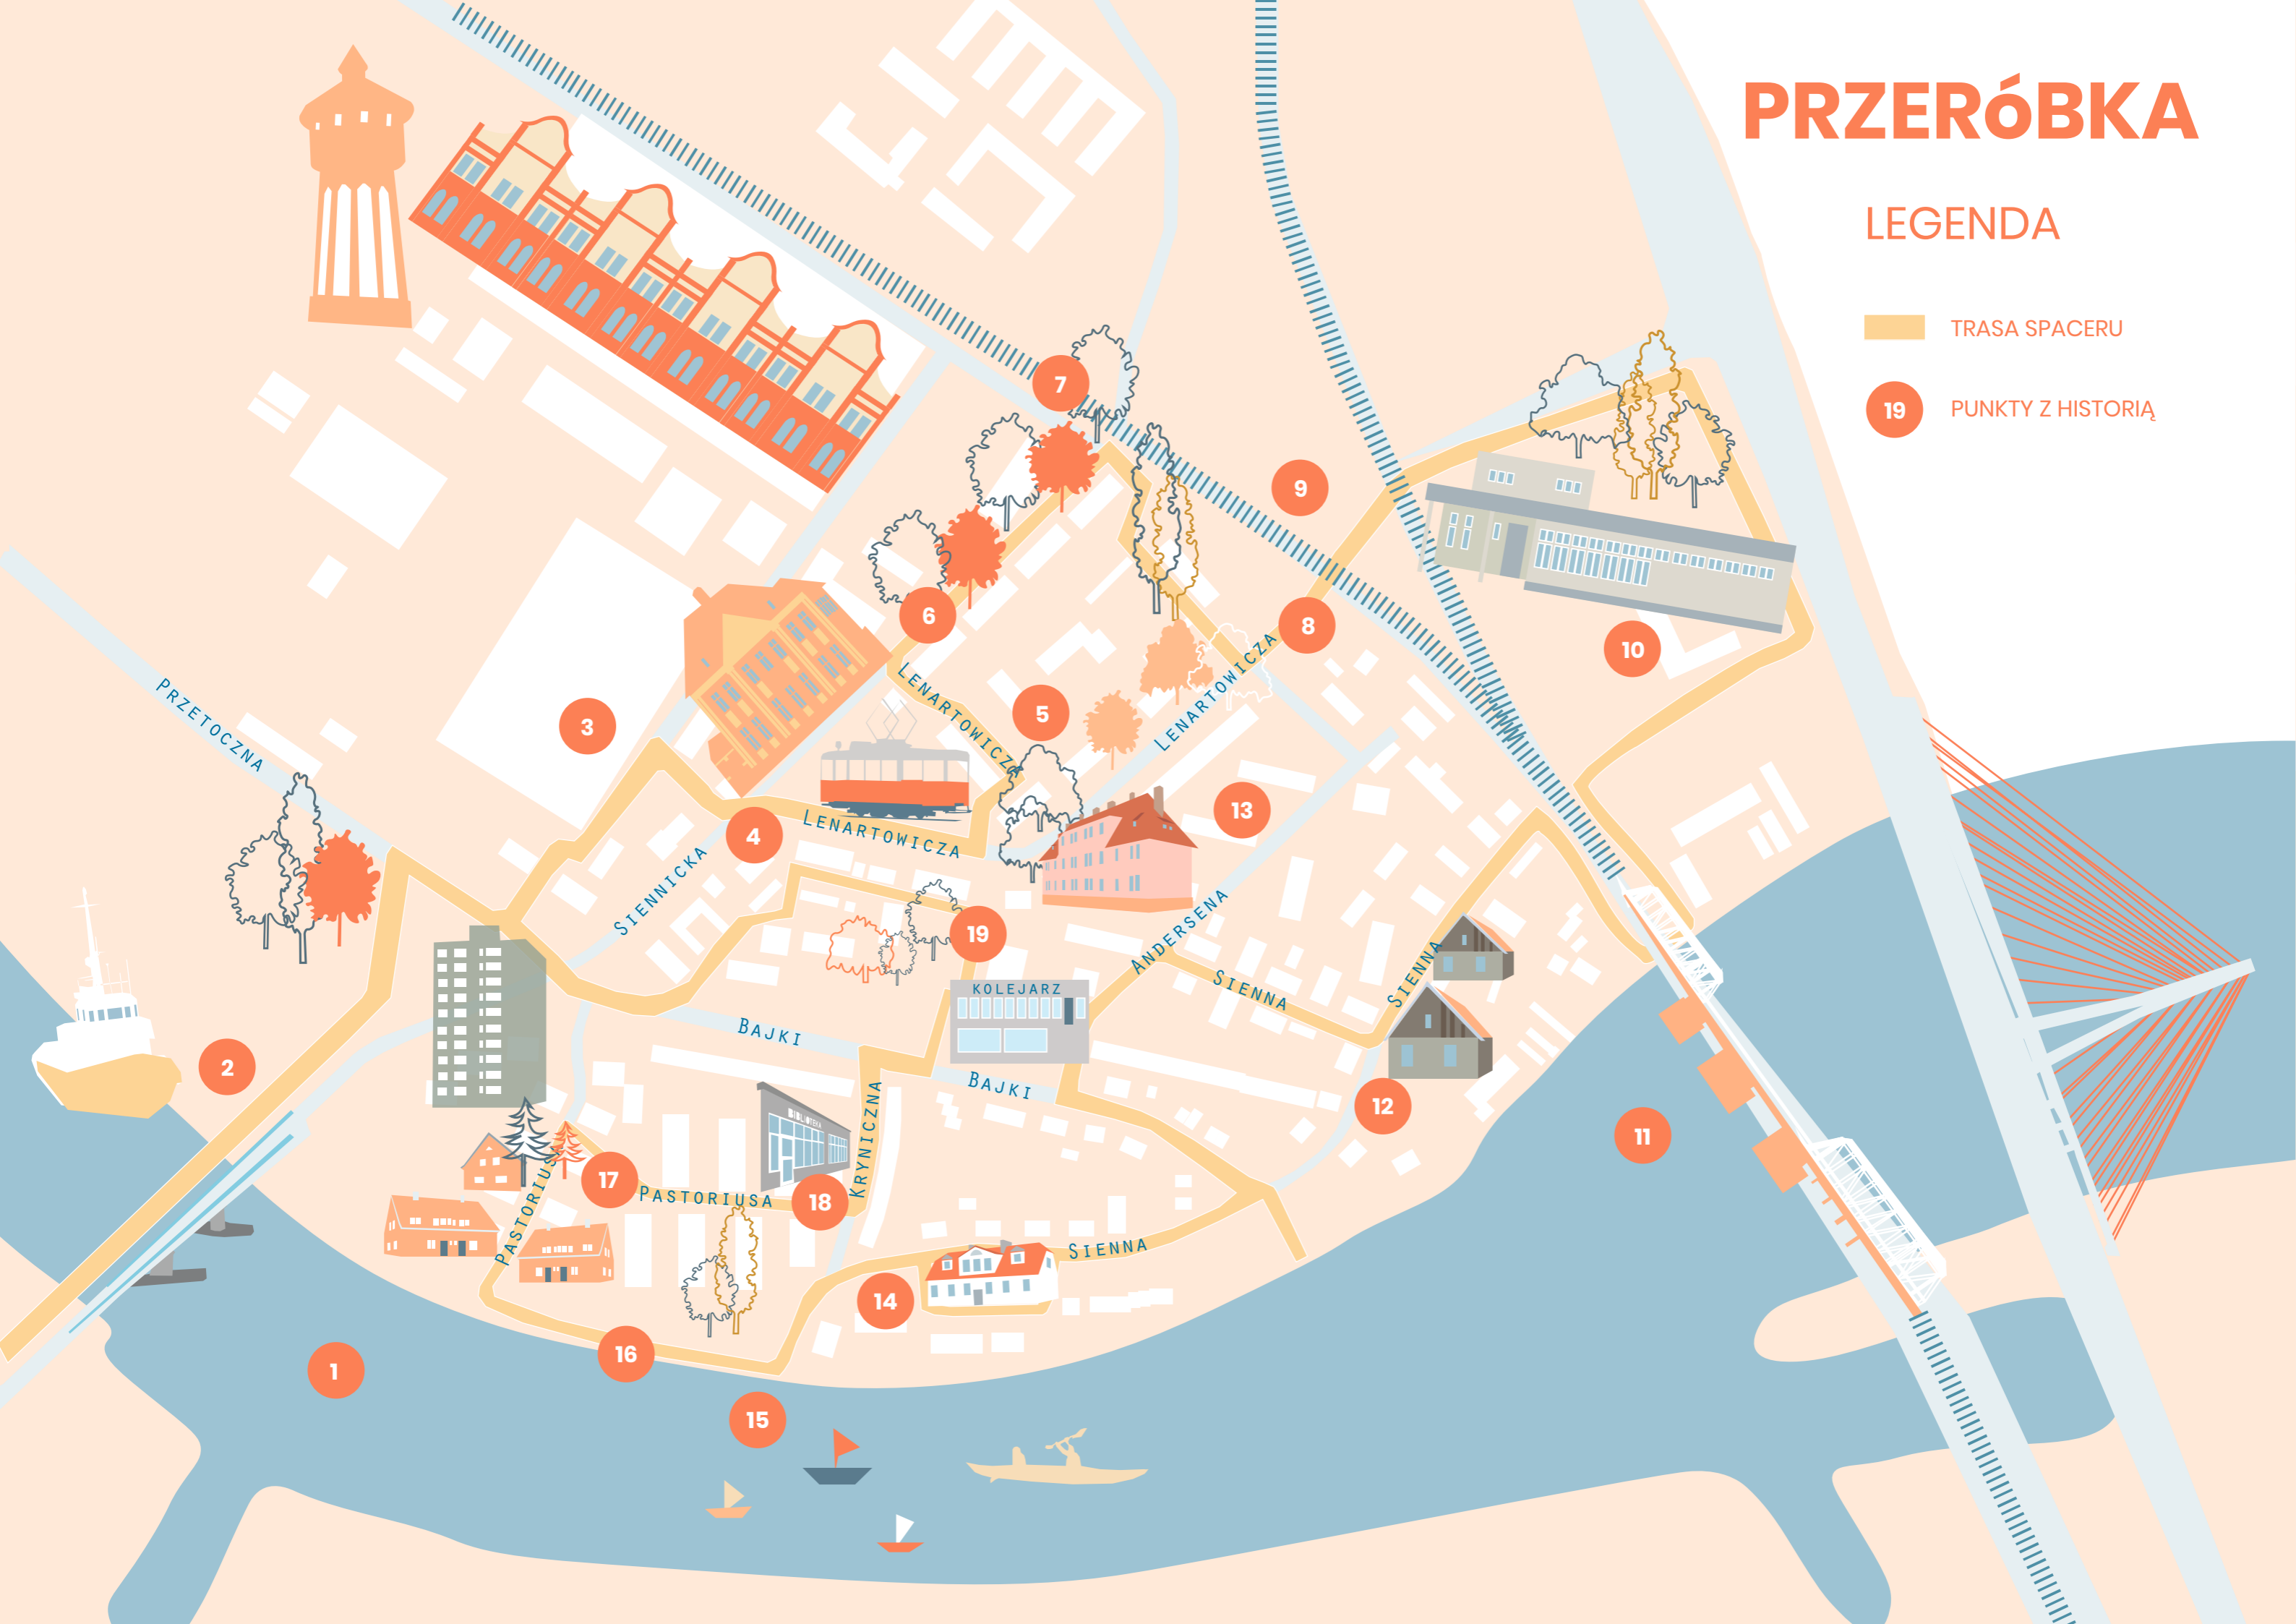 PRZERóBKA
LEGENDA
TRASA SPACERU
19
PUNKTY Z HISTORIĄ
7
9
6
8
10
LENARTOWICZA
LENARTOWICZA
PRZETOCZNA
3
5
13
4
LENARTOWICZA
SIENNICKA
19
ANDERSENA
SIENNA
SIENNA
KOLEJARZ
BAJKI
2
BAJKI
12
11
BIBLIOTEKA
KRYNICZNA
17
PASTORIUSA
18
PASTORIUSA
SIENNA
14
16
1
15